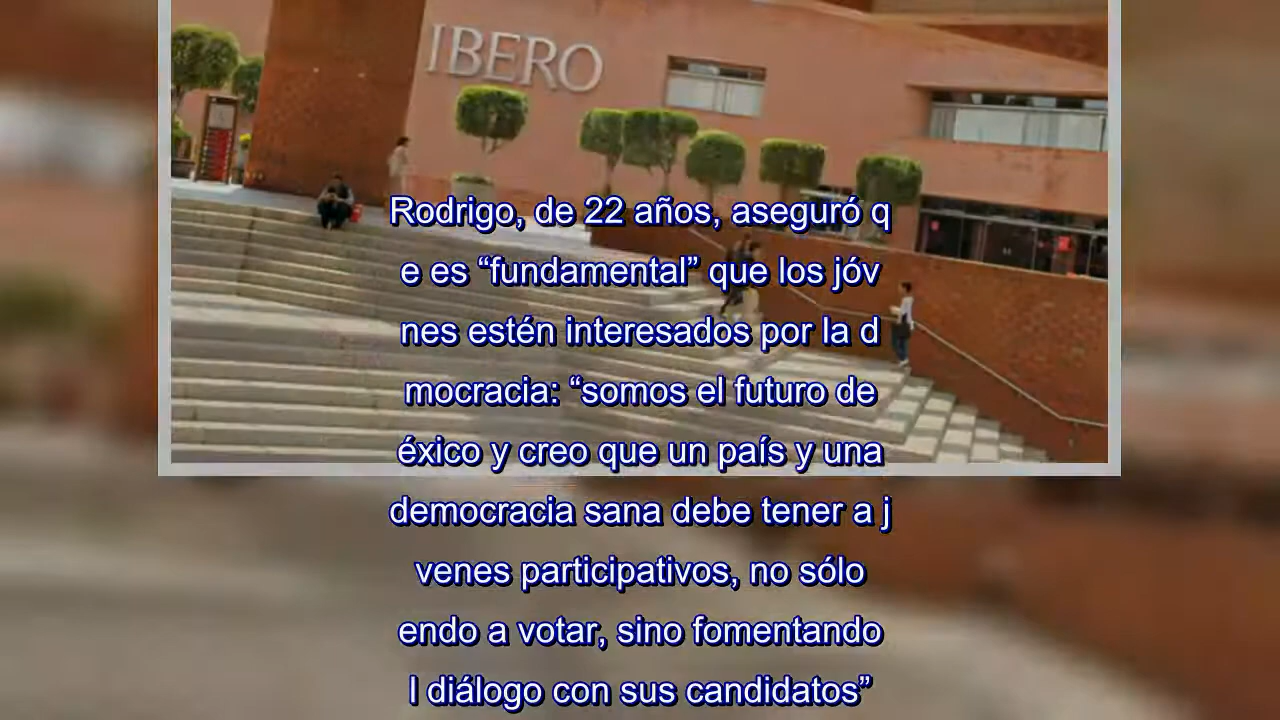 IBERO
Rodrigo, de 22 años, aseguró q
e es “fundamental” que los jóv
nes estén interesados por la d
mocracia: “somos el futuro de
éxico y creo que un país y una
democracia sana debe tener a j
venes participativos, no sólo
endo a votar, sino fomentando
l diálogo con sus candidatos”